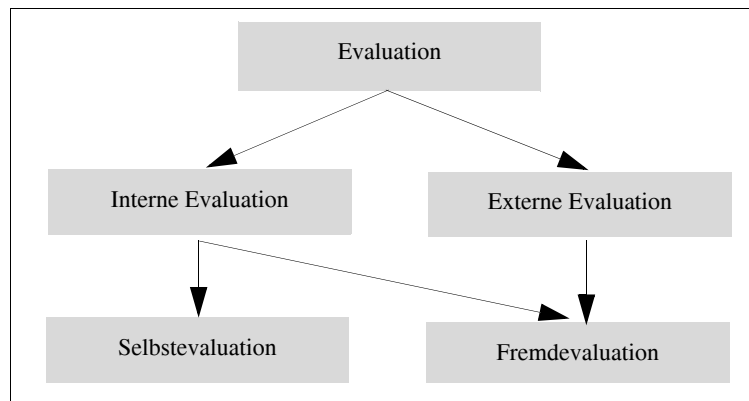 Evaluation
Interne Evaluation
Externe Evaluation
Selbstevaluation
Fremdevaluation